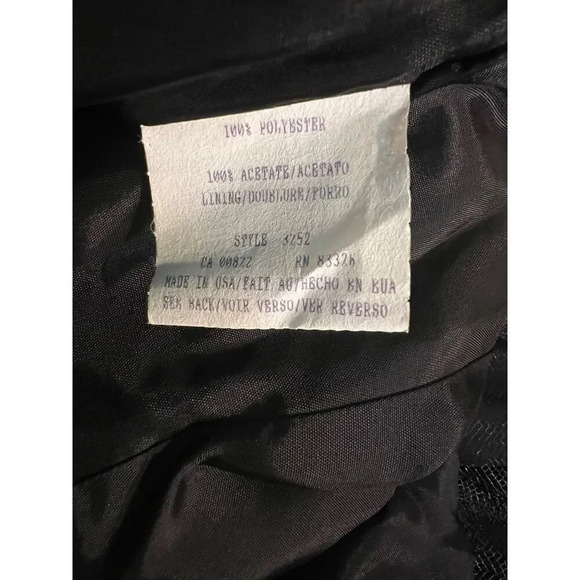 100% POLYESTER
100% ACETATE/ACETATO
LINING/DOUBLURE/FORRO
STYLE 3252
CA 00822 RN 83326
MADE IN USA/FAIT AU/HECHO EN EUA
SEE BACK/VOIR VERSO/VER REVERSO